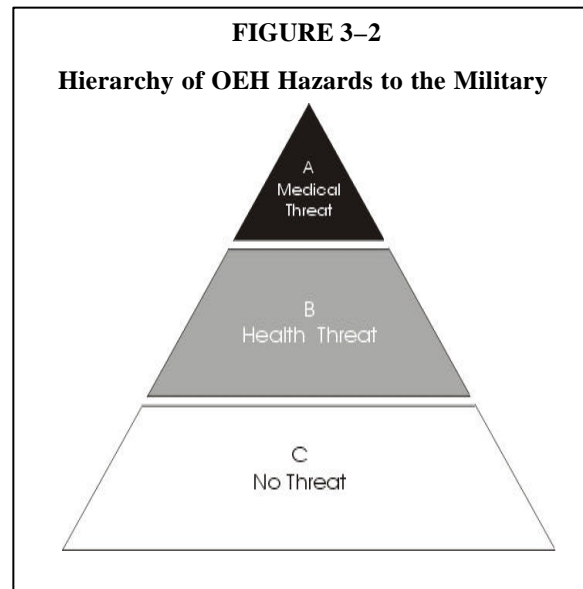 FIGURE 3–2
Hierarchy of OEH Hazards to the Military
A
Medical
Threat
B
Health Threat
C
No Threat